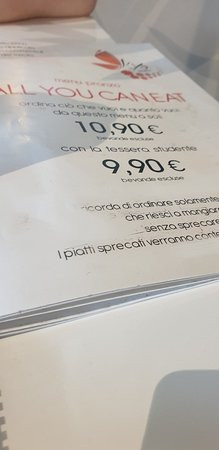 menu pranzo
ALL YOU CAN EAT
ordina ciò che vuoi e quanto vuoi
da questo menu a soli
10,90 €
bevande escluse
con la tessera studente
9,90 €
bevande escluse
ricorda di ordinare solamente
che riesci a mangiare
senza sprecare
I piatti sprecati verranno conte